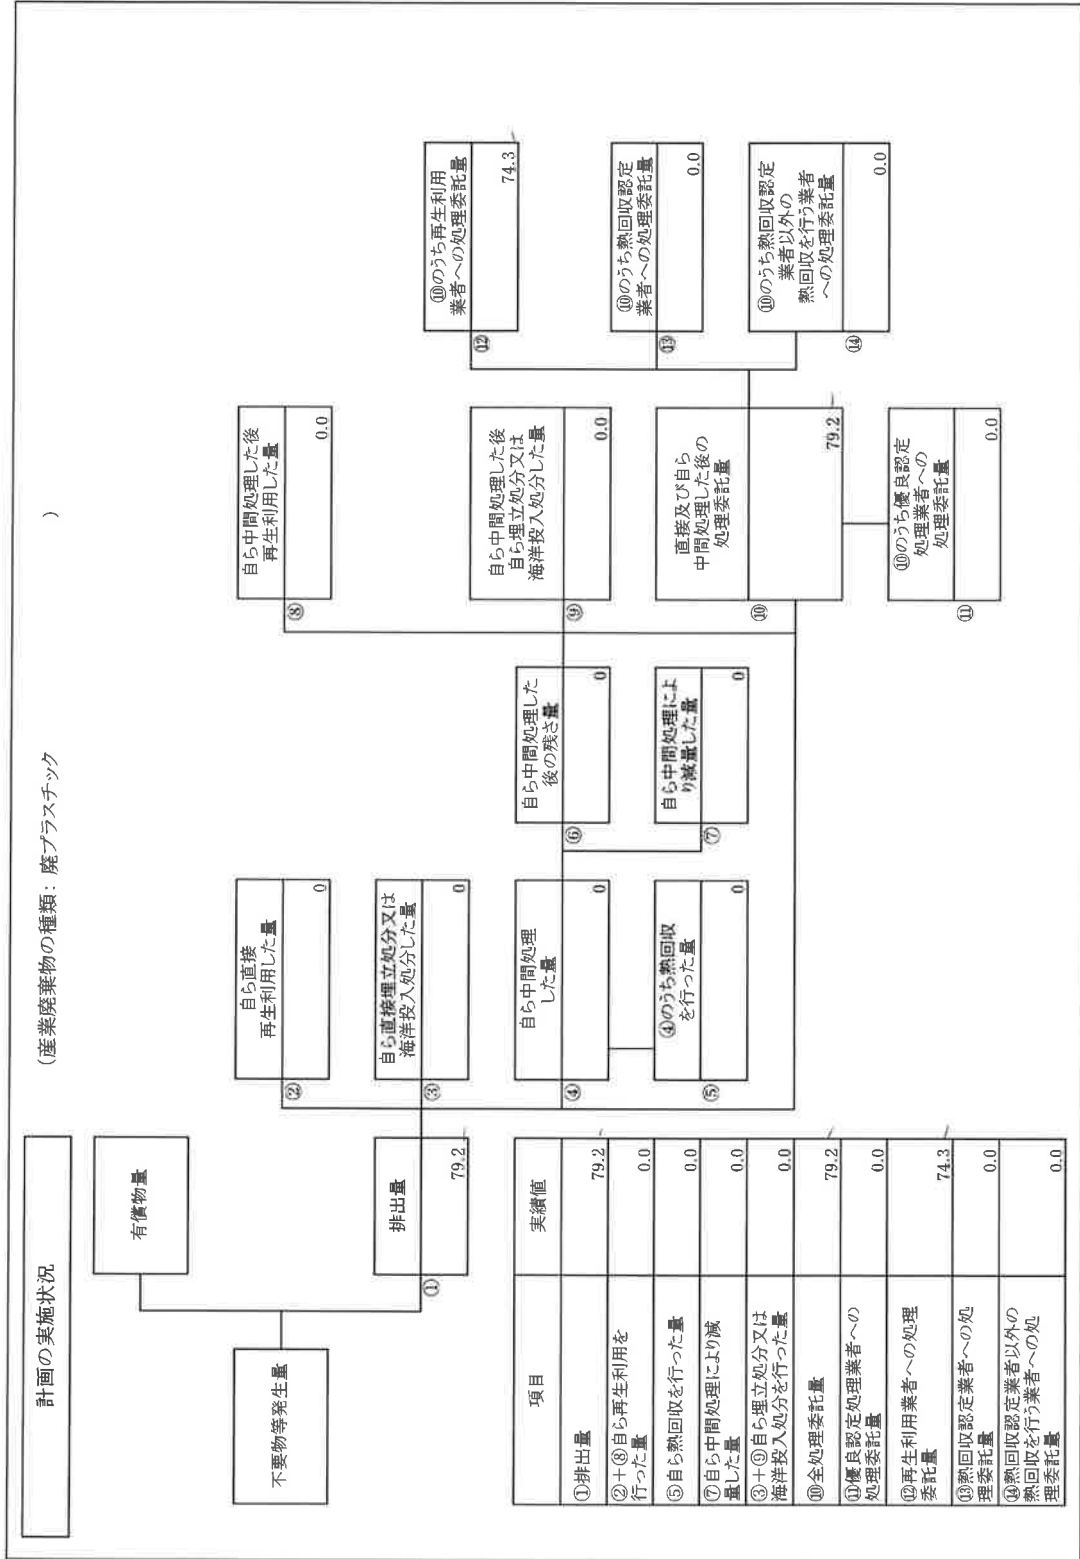 計画の実施状況
(産業廃棄物の種類: 廃プラスチック
)
不要物等発生量
有償物量
排出量
①
79.2
自ら直接
再生利用した量
②
0
自ら直接埋立処分又は
海洋投入処分した量
③
0
自ら中間処理
した量
④
0
④のうち熱回収
を行った量
⑤
0
自ら中間処理した
後の残さ量
⑥
0
自ら中間処理によ
り減量した量
⑦
0
自ら中間処理した後
再生利用した量
⑧
0.0
自ら中間処理した後
自ら埋立処分又は
海洋投入処分した量
⑨
0.0
直接及び自ら
中間処理した後の
処理委託量
⑩
79.2
⑩のうち優良認定
処理業者への
処理委託量
⑪
0.0
⑩のうち再生利用
業者への処理委託量
⑫
74.3
⑩のうち熱回収認定
業者への処理委託量
⑬
0.0
⑩のうち熱回収認定
業者以外の
熱回収を行う業者
への処理委託量
⑭
0.0
項目 実績値
①排出量 79.2
②+⑧自ら再生利用を
行った量 0.0
⑤自ら熱回収を行った量 0.0
⑦自ら中間処理により減
量した量 0.0
③+⑨自ら埋立処分又は
海洋投入処分を行った量 0.0
⑩全処理委託量 79.2
⑪優良認定処理業者への
処理委託量 0.0
⑫再生利用業者への処理
委託量 74.3
⑬熱回収認定業者への処
理委託量 0.0
⑭熱回収認定業者以外の
熱回収を行う業者への処
理委託量 0.0